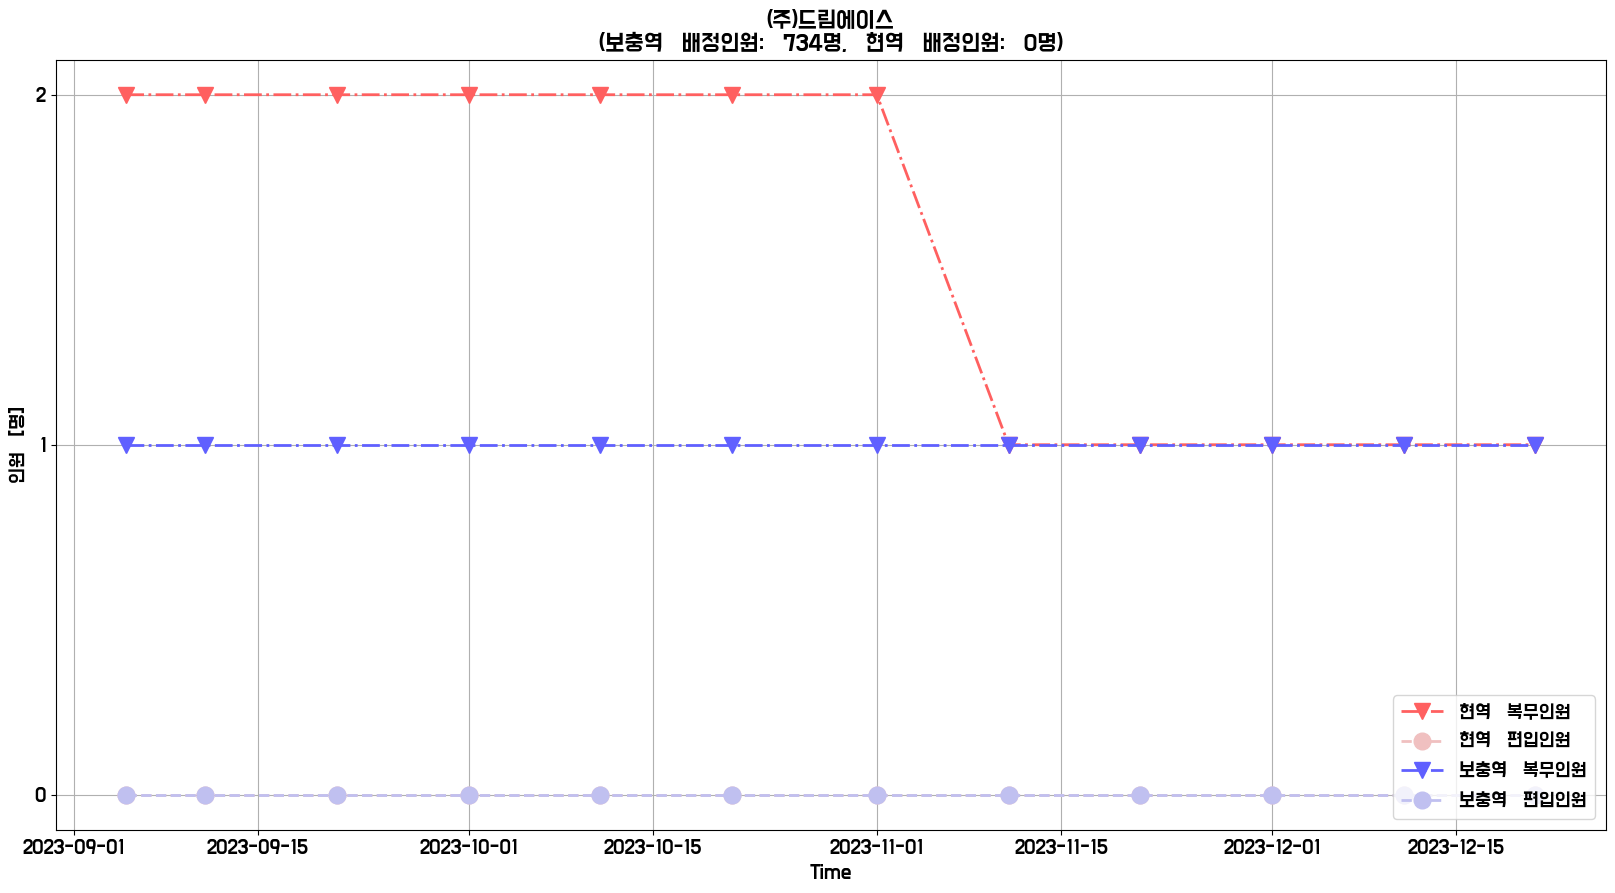 (주)드림에이스
(보충역 배정인원: 734명, 현역 배정인원: 0명)
인원 [명]
2
1
0
현역 복무인원
현역 편입인원
보충역 복무인원
보충역 편입인원
2023-09-01 2023-09-15 2023-10-01 2023-10-15 2023-11-01 2023-11-15 2023-12-01 2023-12-15
Time